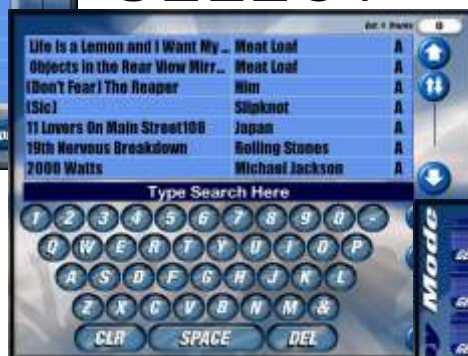 SELECT
Life is a Lemon and I Want My ... Meat Loaf A
Objects in the Rear View Mirr... Meat Loaf A
(Don't Fear) The Reaper Him A
(Sic) Slipknot A
11 Lovers On Main Street108 Japan A
19th Nervous Breakdown Rolling Stones A
2000 Watts Michael Jackson A
Type Search Here
1 2 3 4 5 6 7 8 9 0 -
Q W E R T Y U I O P
A S D F G H J K L
Z X C V B N M &
CLR SPACE DEL
Mode